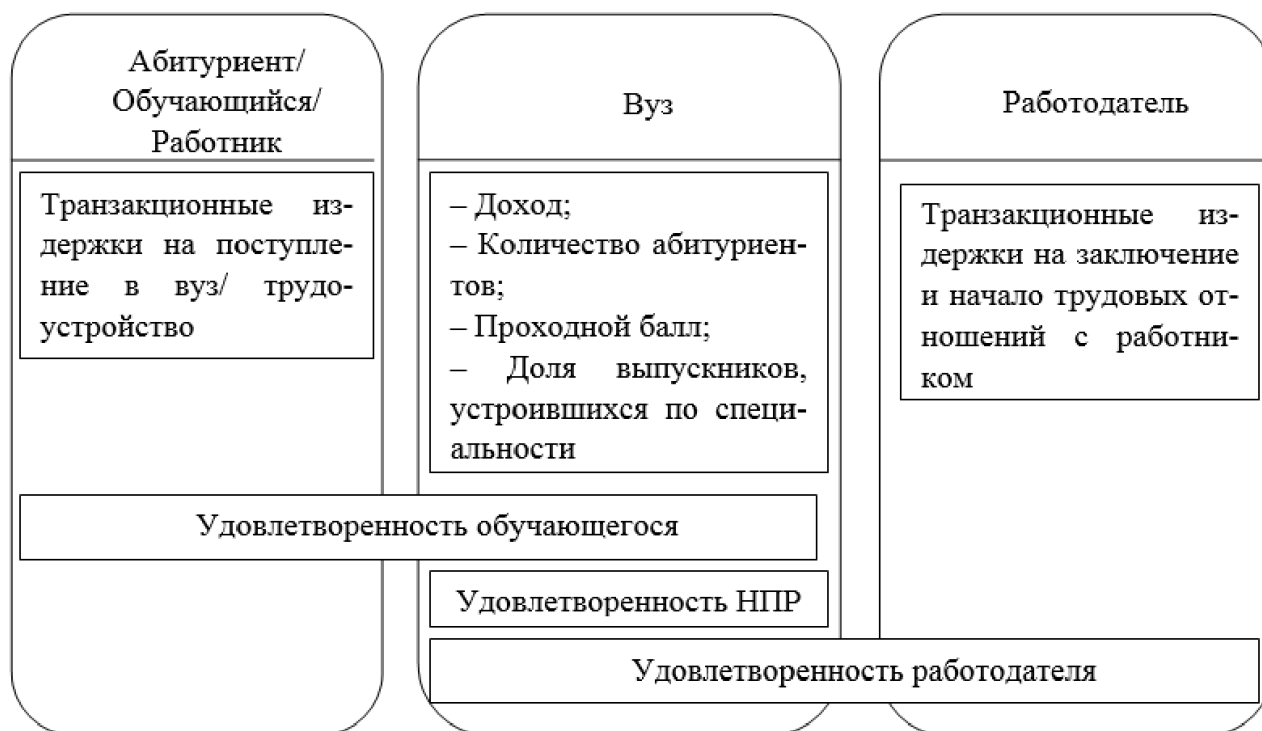 Абитуриент/
Обучающийся/
Работник
Вуз
Работодатель
Транзакционные из-
держки на поступле-
ние в вуз/ трудо-
устройство
– Доход;
– Количество абитуриен-
тов;
– Проходной балл;
– Доля выпускников,
устроившихся по специ-
альности
Транзакционные из-
держки на заключение
и начало трудовых от-
ношений с работни-
ком
Удовлетворенность обучающегося
Удовлетворенность НПР
Удовлетворенность работодателя